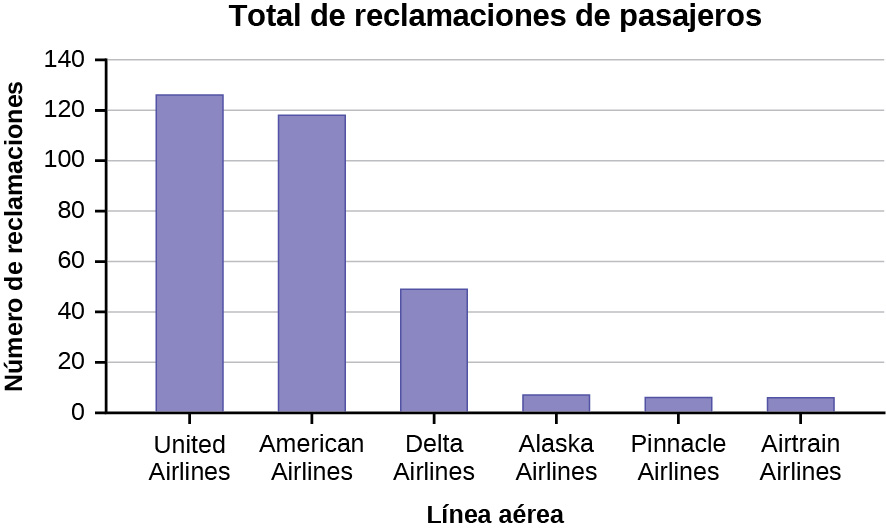 Total de reclamaciones de pasajeros
Número de reclamaciones
140
120
100
80
60
40
20
0
United Airlines
American Airlines
Delta Airlines
Alaska Airlines
Pinnacle Airlines
Airtrain Airlines
Línea aérea